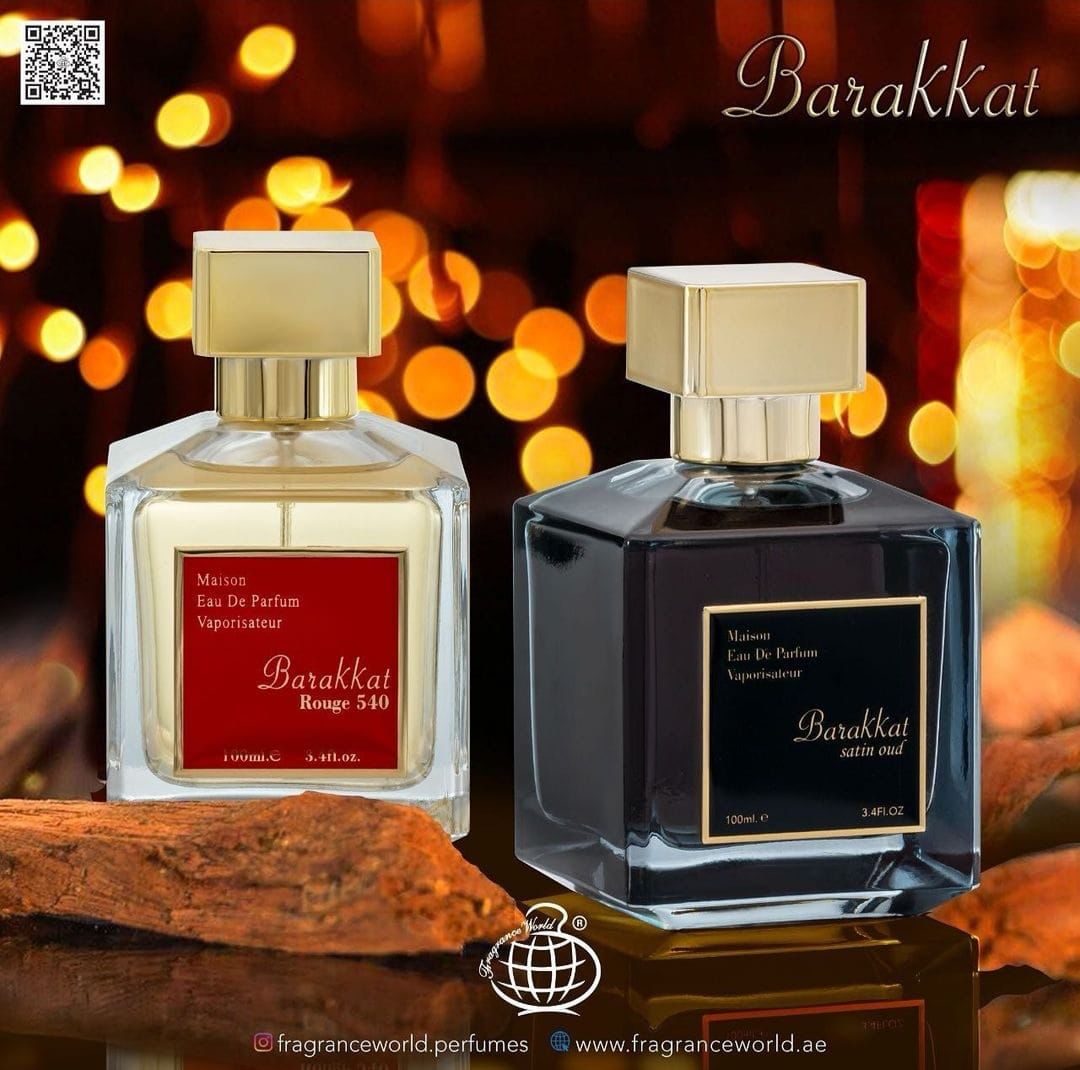 Barakkat
Maison
Eau De Parfum
Vaporisateur
Barakkat
Rouge 540
100ml.e 3.4fl.oz.
Maison
Eau De Parfum
Vaporisateur
Barakkat
satin oud
100ml. e 3.4Fl.OZ
Fragrance World ®
fragranceworld.perfumes www.fragranceworld.ae